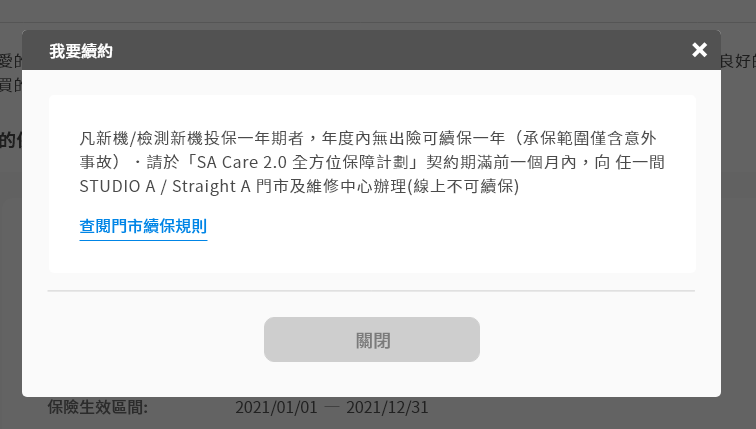 我要續約
愛的
良好的
買的
的
凡新機/檢測新機投保一年期者，年度內無出險可續保一年（承保範圍僅含意外
事故）．請於「SA Care 2.0 全方位保障計劃」契約期滿前一個月內，向 任一間
STUDIO A / Straight A 門市及維修中心辦理(線上不可續保)
查閱門市續保規則
關閉
保險生效區間: 2021/01/01 — 2021/12/31